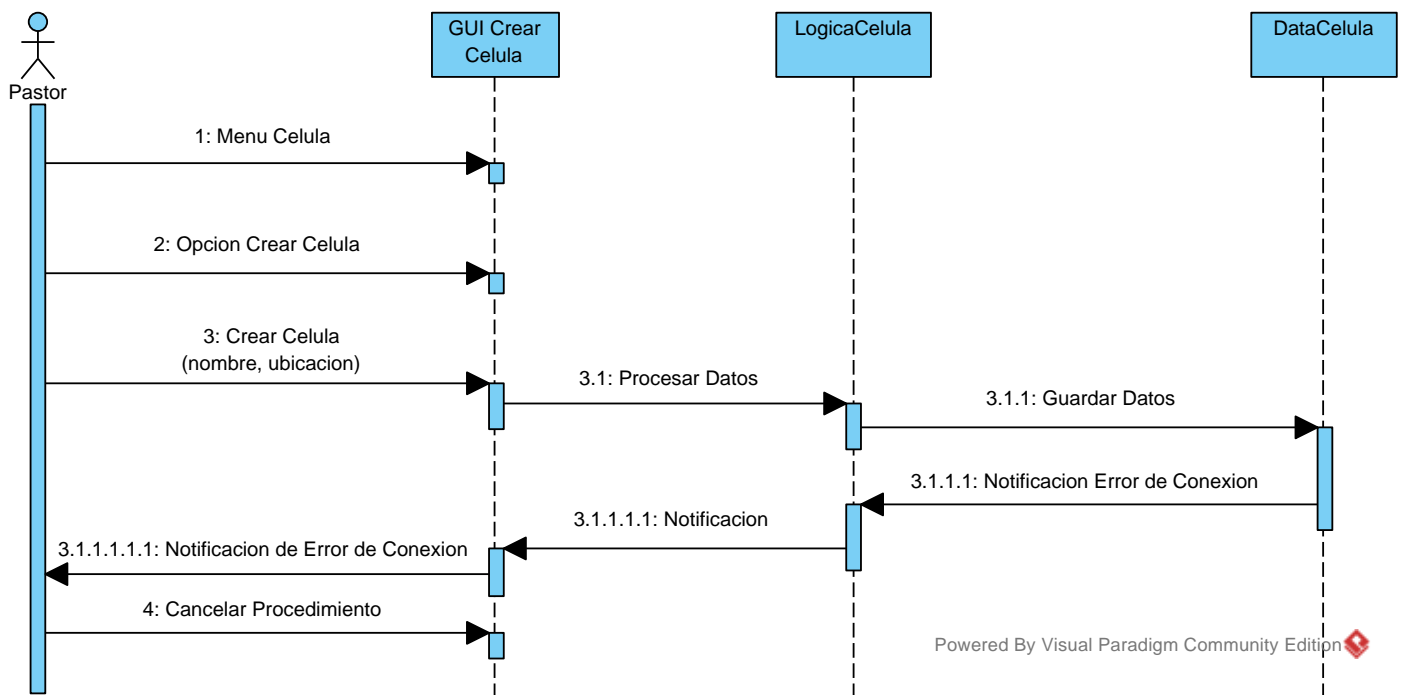 Pastor
GUI Crear
Celula
LogicaCelula
DataCelula
1: Menu Celula
2: Opcion Crear Celula
3: Crear Celula
(nombre, ubicacion)
3.1: Procesar Datos
3.1.1: Guardar Datos
3.1.1.1: Notificacion Error de Conexion
3.1.1.1.1: Notificacion
3.1.1.1.1.1: Notificacion de Error de Conexion
4: Cancelar Procedimiento
Powered By Visual Paradigm Community Edition